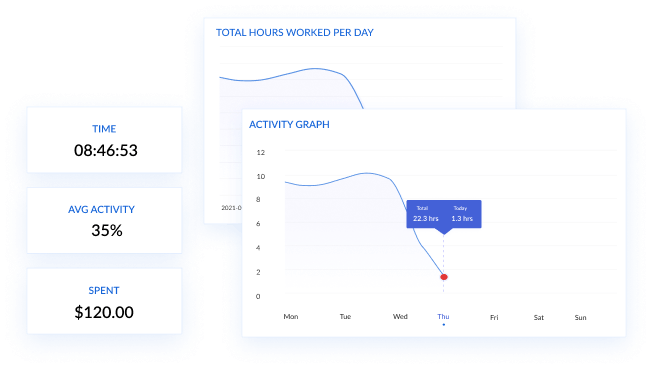 TOTAL HOURS WORKED PER DAY
2021-0
TIME
08:46:53
AVG ACTIVITY
35%
SPENT
$120.00
ACTIVITY GRAPH
12
10
8
6
4
2
0
Total Today
22.3 hrs 1.3 hrs
Mon Tue Wed Thu Fri Sat Sun